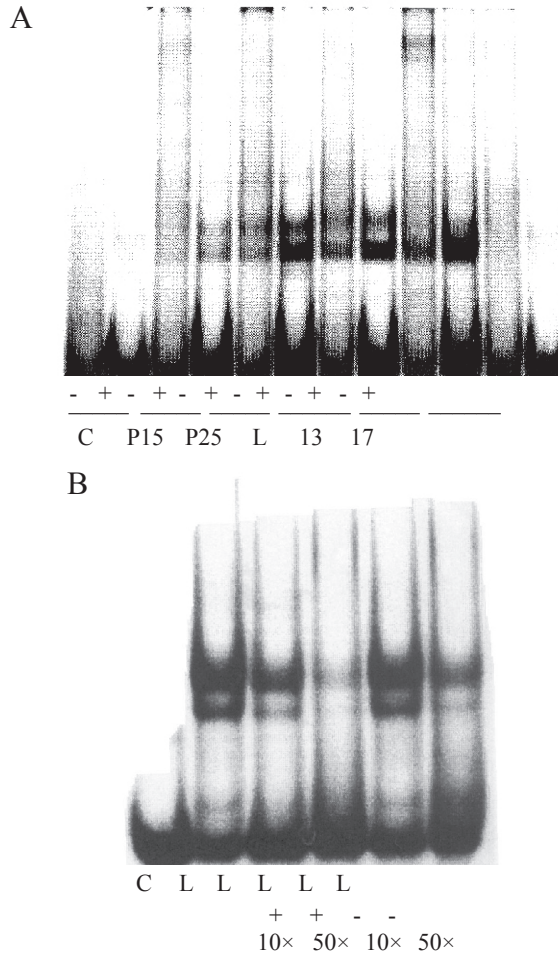 A
- + - + - + - + - + - +
C P15 P25 L 13 17
B
C L L L L L
+ + - -
10× 50× 10× 50×